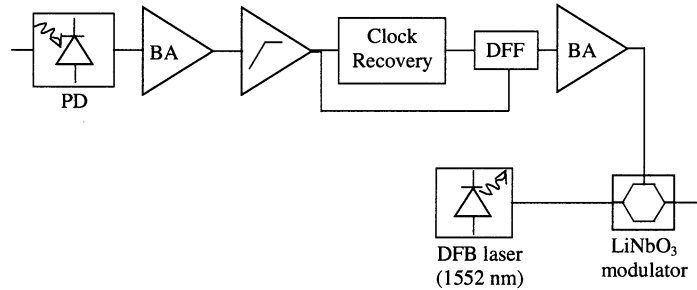 PD
BA
Clock
Recovery
DFF
BA
DFB laser
(1552 nm)
LiNbO₃
modulator